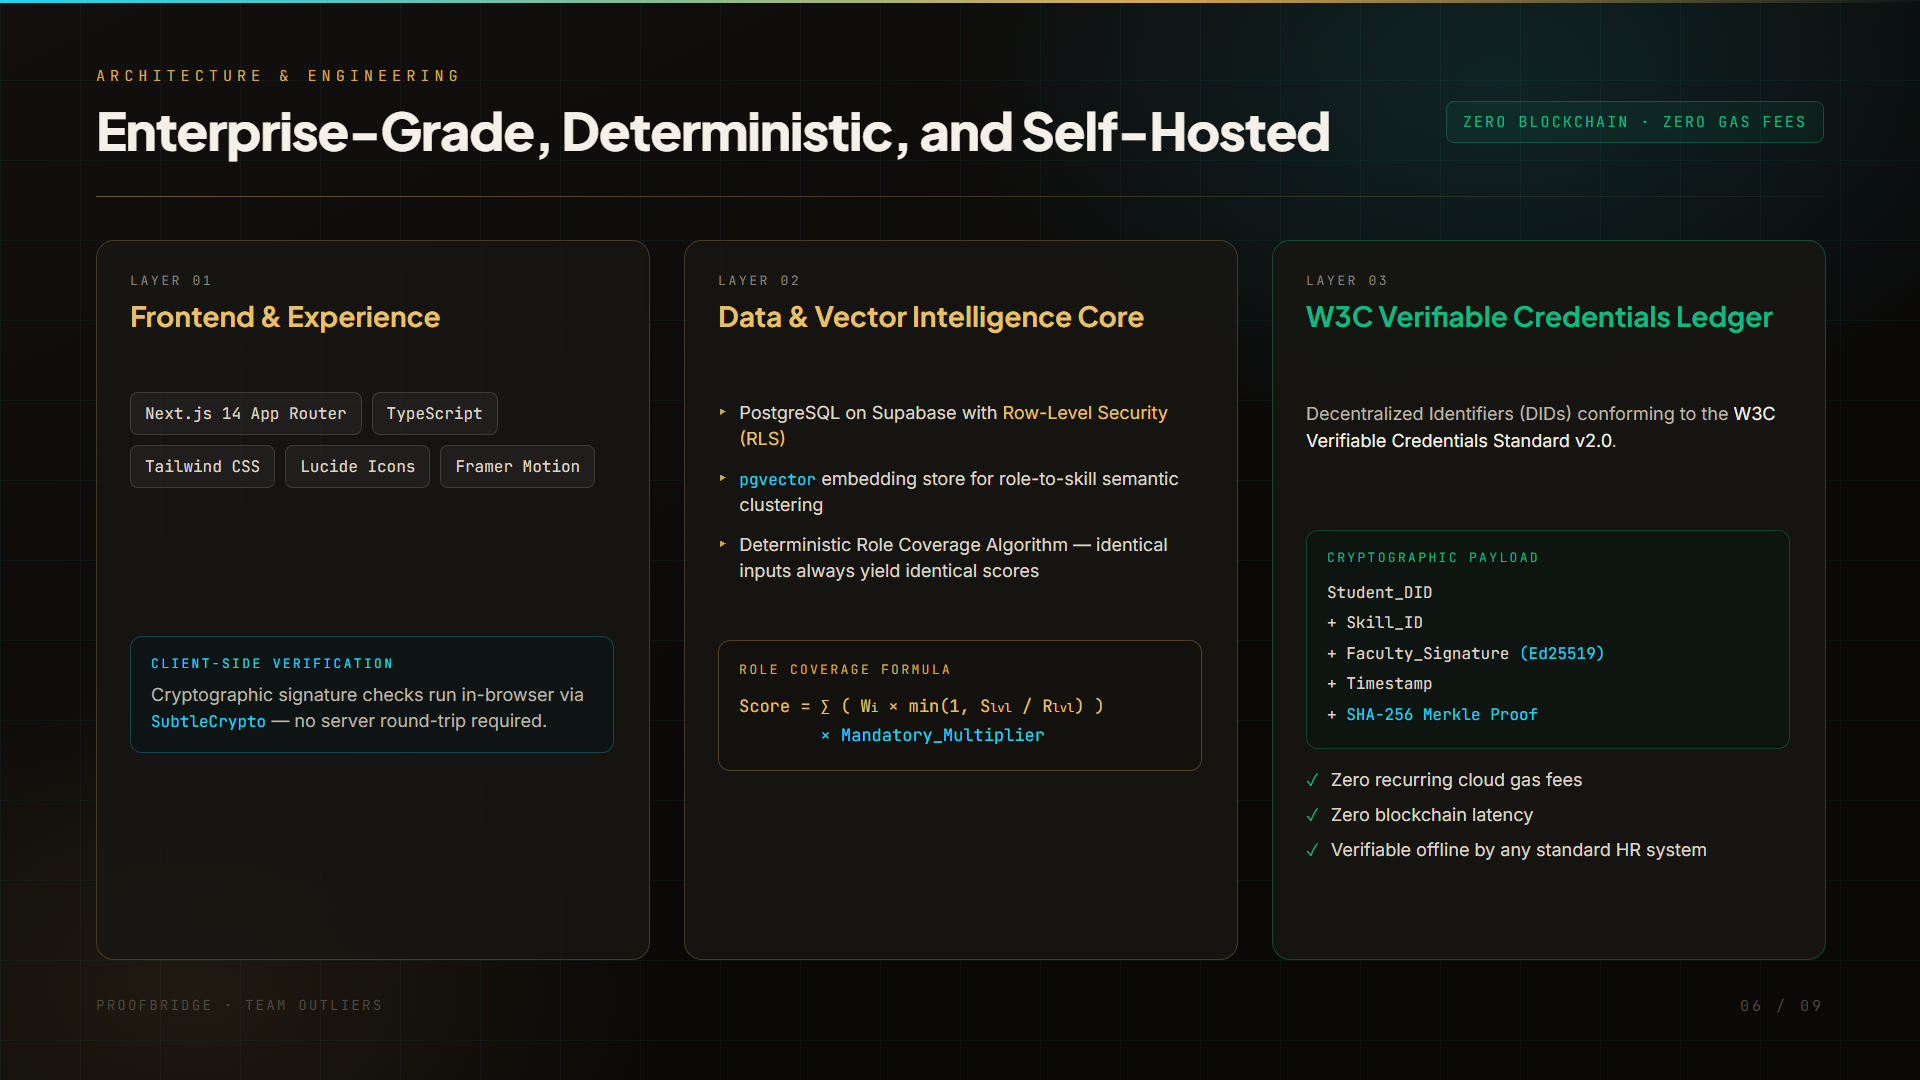 ARCHITECTURE & ENGINEERING
Enterprise-Grade, Deterministic, and Self-Hosted
ZERO BLOCKCHAIN · ZERO GAS FEES
LAYER 01
Frontend & Experience
Next.js 14 App Router
TypeScript
Tailwind CSS
Lucide Icons
Framer Motion
CLIENT-SIDE VERIFICATION
Cryptographic signature checks run in-browser via
SubtleCrypto — no server round-trip required.
LAYER 02
Data & Vector Intelligence Core
▸ PostgreSQL on Supabase with Row-Level Security
(RLS)
▸ pgvector embedding store for role-to-skill semantic
clustering
▸ Deterministic Role Coverage Algorithm — identical
inputs always yield identical scores
ROLE COVERAGE FORMULA
Score = ∑ ( Wi × min(1, Slvl / Rlvl) )
× Mandatory_Multiplier
LAYER 03
W3C Verifiable Credentials Ledger
Decentralized Identifiers (DIDs) conforming to the W3C
Verifiable Credentials Standard v2.0.
CRYPTOGRAPHIC PAYLOAD
Student_DID
+ Skill_ID
+ Faculty_Signature (Ed25519)
+ Timestamp
+ SHA-256 Merkle Proof
✓ Zero recurring cloud gas fees
✓ Zero blockchain latency
✓ Verifiable offline by any standard HR system
PROOFBRIDGE · TEAM OUTLIERS
06 / 09